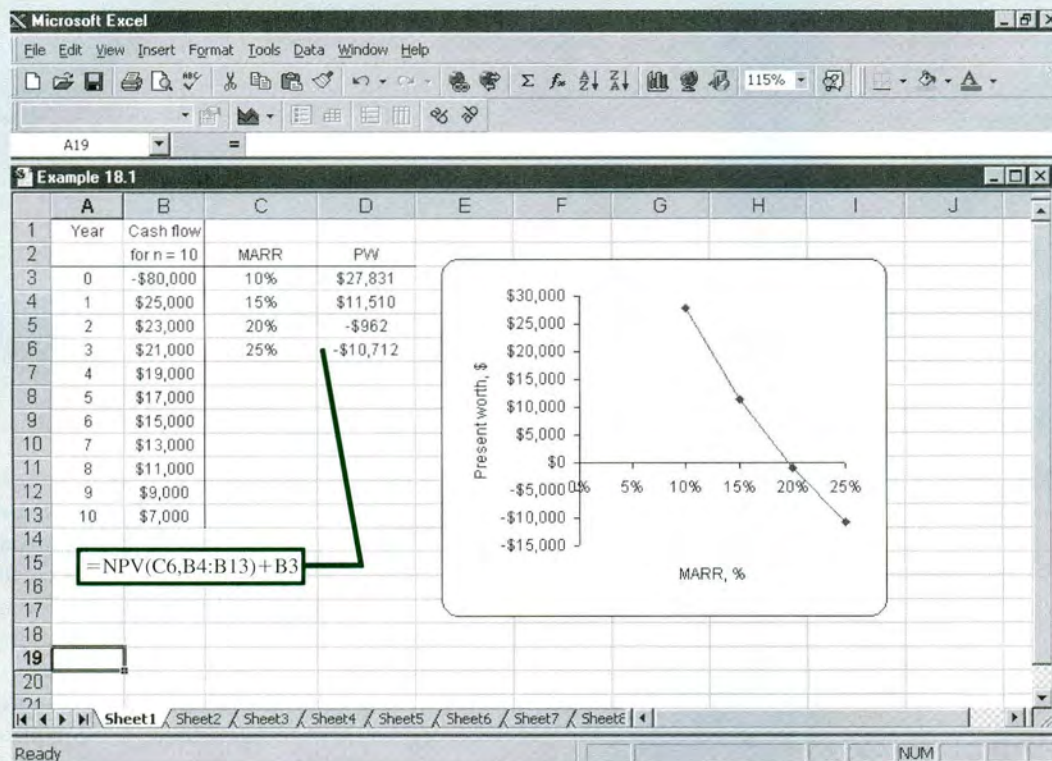 Microsoft Excel
File Edit View Insert Format Tools Data Window Help
115%
A19 =
Example 18.1
A B C D E F G H I J
1 Year Cash flow
2 for n = 10 MARR PW
3 0 -$80,000 10% $27,831
4 1 $25,000 15% $11,510
5 2 $23,000 20% -$962
6 3 $21,000 25% -$10,712
7 4 $19,000
8 5 $17,000
9 6 $15,000
10 7 $13,000
11 8 $11,000
12 9 $9,000
13 10 $7,000
14
15
16
17
18
19
20
21
=NPV(C6,B4:B13)+B3
Present worth, $
$30,000
$25,000
$20,000
$15,000
$10,000
$5,000
$0
-$5,000
-$10,000
-$15,000
0% 5% 10% 15% 20% 25%
MARR, %
Sheet1 Sheet2 Sheet3 Sheet4 Sheet5 Sheet6 Sheet7
Ready NUM